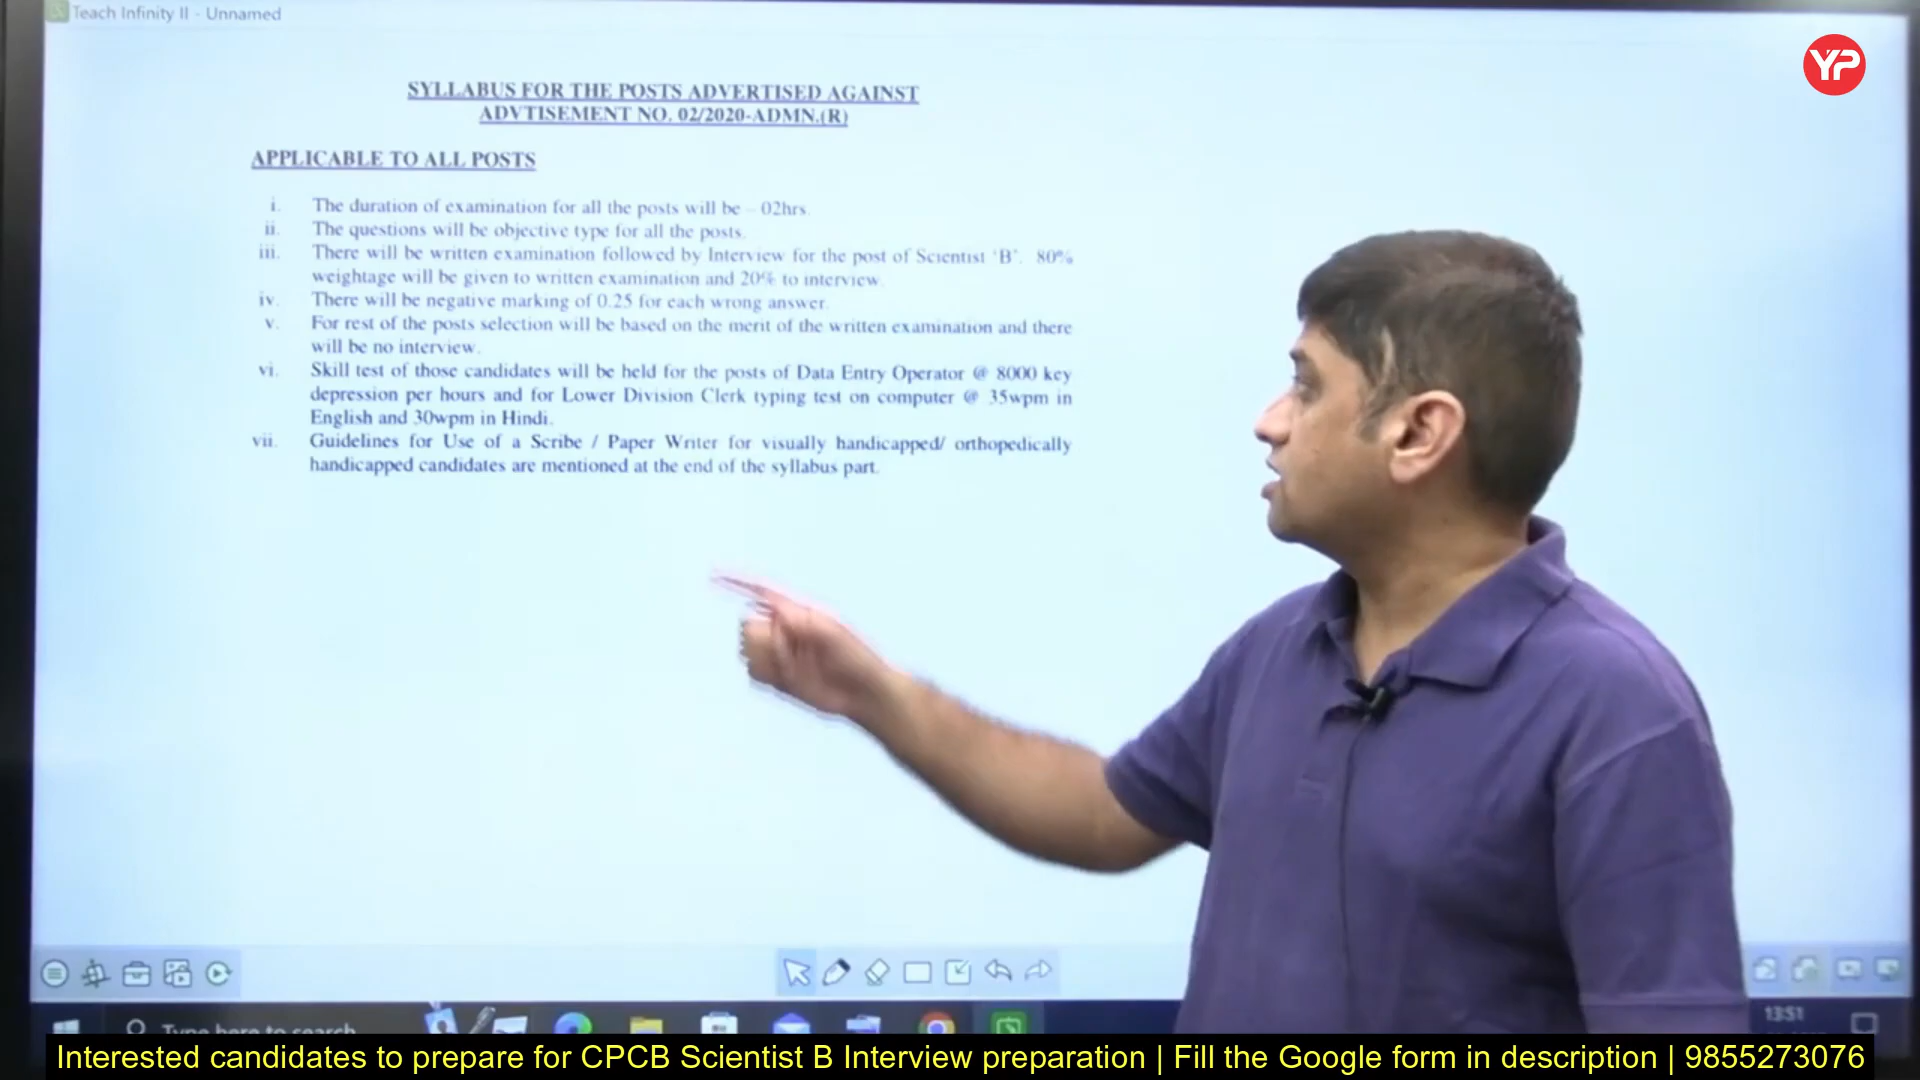 Teach Infinity II - Unnamed
YP
SYLLABUS FOR THE POSTS ADVERTISED AGAINST
ADVTISEMENT NO. 02/2020-ADMN.(R)
APPLICABLE TO ALL POSTS
i. The duration of examination for all the posts will be – 02hrs.
ii. The questions will be objective type for all the posts.
iii. There will be written examination followed by Interview for the post of Scientist 'B'. 80%
weightage will be given to written examination and 20% to interview.
iv. There will be negative marking of 0.25 for each wrong answer.
v. For rest of the posts selection will be based on the merit of the written examination and there
will be no interview.
vi. Skill test of those candidates will be held for the posts of Data Entry Operator @ 8000 key
depression per hours and for Lower Division Clerk typing test on computer @ 35wpm in
English and 30wpm in Hindi.
vii. Guidelines for Use of a Scribe / Paper Writer for visually handicapped/ orthopedically
handicapped candidates are mentioned at the end of the syllabus part.
Type here to search
13:51
Interested candidates to prepare for CPCB Scientist B Interview preparation | Fill the Google form in description | 9855273076